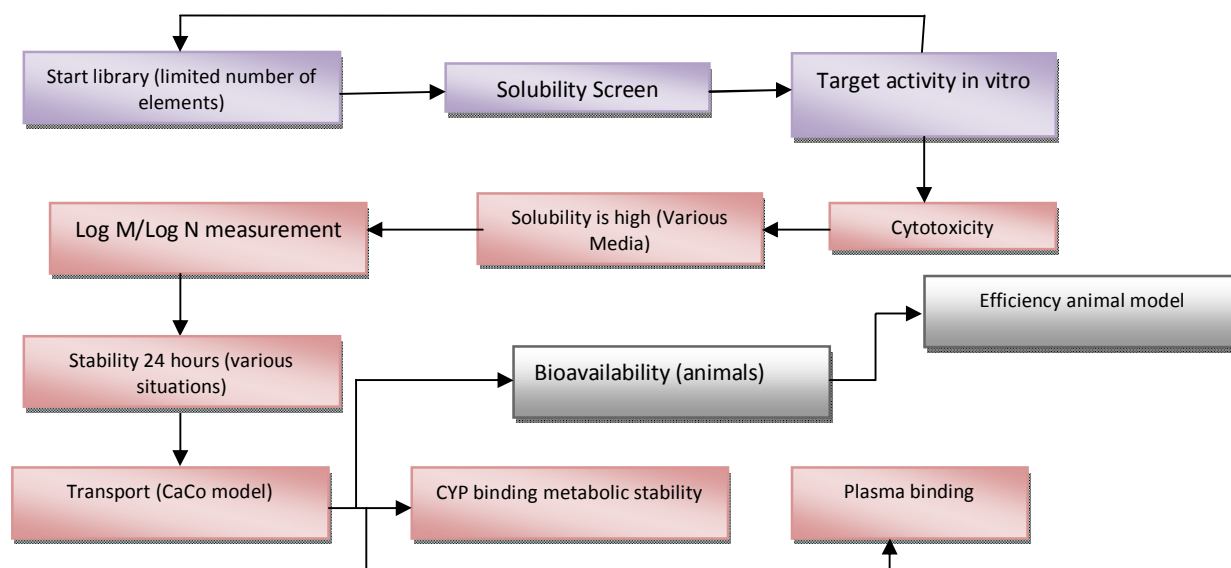 Start library (limited number of
elements)
Solubility Screen
Target activity in vitro
Log M/Log N measurement
Solubility is high (Various
Media)
Cytotoxicity
Efficiency animal model
Stability 24 hours (various
situations)
Bioavailability (animals)
Transport (CaCo model)
CYP binding metabolic stability
Plasma binding